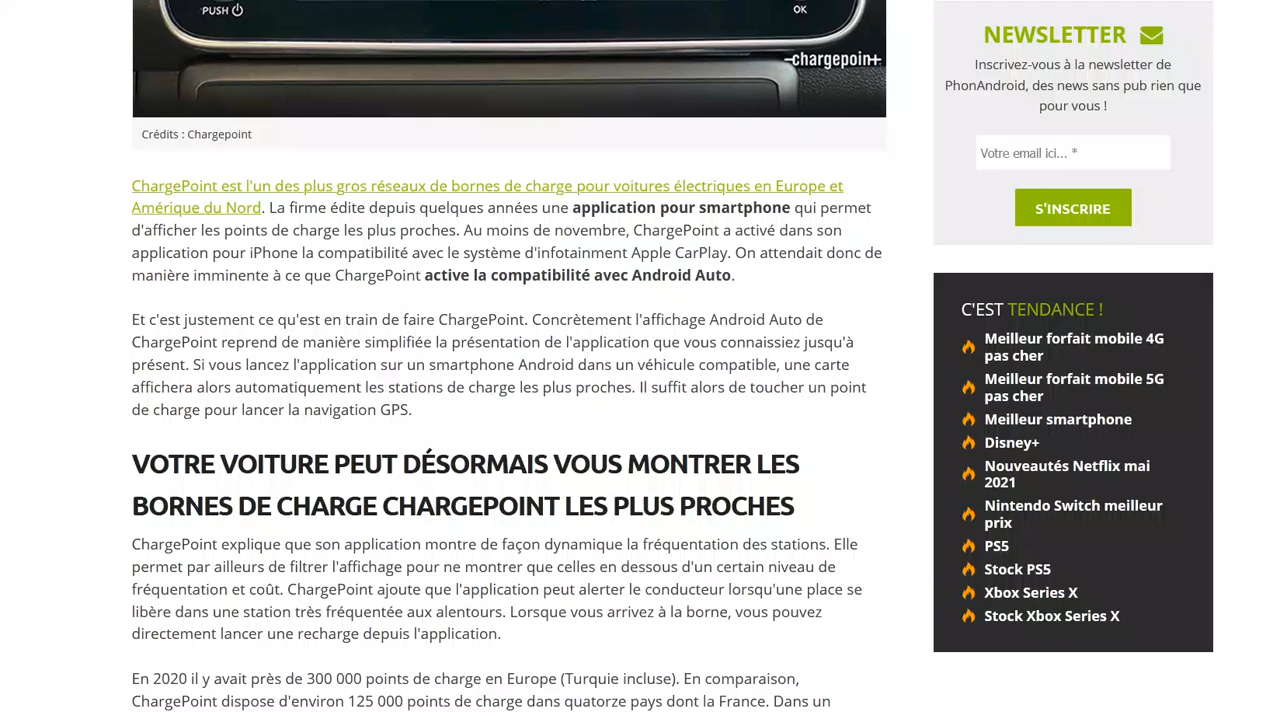 PUSH
OK
chargepoin+
Crédits : Chargepoint
ChargePoint est l'un des plus gros réseaux de bornes de charge pour voitures électriques en Europe et
Amérique du Nord. La firme édite depuis quelques années une application pour smartphone qui permet
d'afficher les points de charge les plus proches. Au moins de novembre, ChargePoint a activé dans son
application pour iPhone la compatibilité avec le système d'infotainment Apple CarPlay. On attendait donc de
manière imminente à ce que ChargePoint active la compatibilité avec Android Auto.
Et c'est justement ce qu'est en train de faire ChargePoint. Concrètement l'affichage Android Auto de
ChargePoint reprend de manière simplifiée la présentation de l'application que vous connaissiez jusqu'à
présent. Si vous lancez l'application sur un smartphone Android dans un véhicule compatible, une carte
affichera alors automatiquement les stations de charge les plus proches. Il suffit alors de toucher un point
de charge pour lancer la navigation GPS.
VOTRE VOITURE PEUT DÉSORMAIS VOUS MONTRER LES
BORNES DE CHARGE CHARGEPOINT LES PLUS PROCHES
ChargePoint explique que son application montre de façon dynamique la fréquentation des stations. Elle
permet par ailleurs de filtrer l'affichage pour ne montrer que celles en dessous d'un certain niveau de
fréquentation et coût. ChargePoint ajoute que l'application peut alerter le conducteur lorsqu'une place se
libère dans une station très fréquentée aux alentours. Lorsque vous arrivez à la borne, vous pouvez
directement lancer une recharge depuis l'application.
En 2020 il y avait près de 300 000 points de charge en Europe (Turquie incluse). En comparaison,
ChargePoint dispose d'environ 125 000 points de charge dans quatorze pays dont la France. Dans un
NEWSLETTER
Inscrivez-vous à la newsletter de
PhonAndroid, des news sans pub rien que
pour vous !
Votre email ici... *
S'INSCRIRE
C'EST TENDANCE !
Meilleur forfait mobile 4G
pas cher
Meilleur forfait mobile 5G
pas cher
Meilleur smartphone
Disney+
Nouveautés Netflix mai
2021
Nintendo Switch meilleur
prix
PS5
Stock PS5
Xbox Series X
Stock Xbox Series X